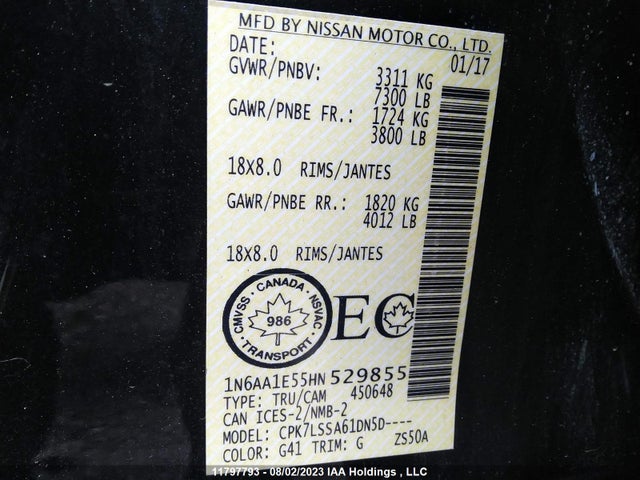 MFD BY NISSAN MOTOR CO., LTD.
DATE: 01/17
GVWR/PNBV: 3311 KG
7300 LB
GAWR/PNBE FR.: 1724 KG
3800 LB
18X8.0 RIMS/JANTES
GAWR/PNBE RR.: 1820 KG
4012 LB
18X8.0 RIMS/JANTES
CMVSS · CANADA · NSVAC · TRANSPORT ·
986
EC
1N6AA1E55HN529855
TYPE: TRU/CAM 450648
CAN ICES-2/NMB-2
MODEL: CPK7LSSA61DN5D----
COLOR: G41 TRIM: G ZS50A
11797793 - 08/02/2023 IAA Holdings , LLC